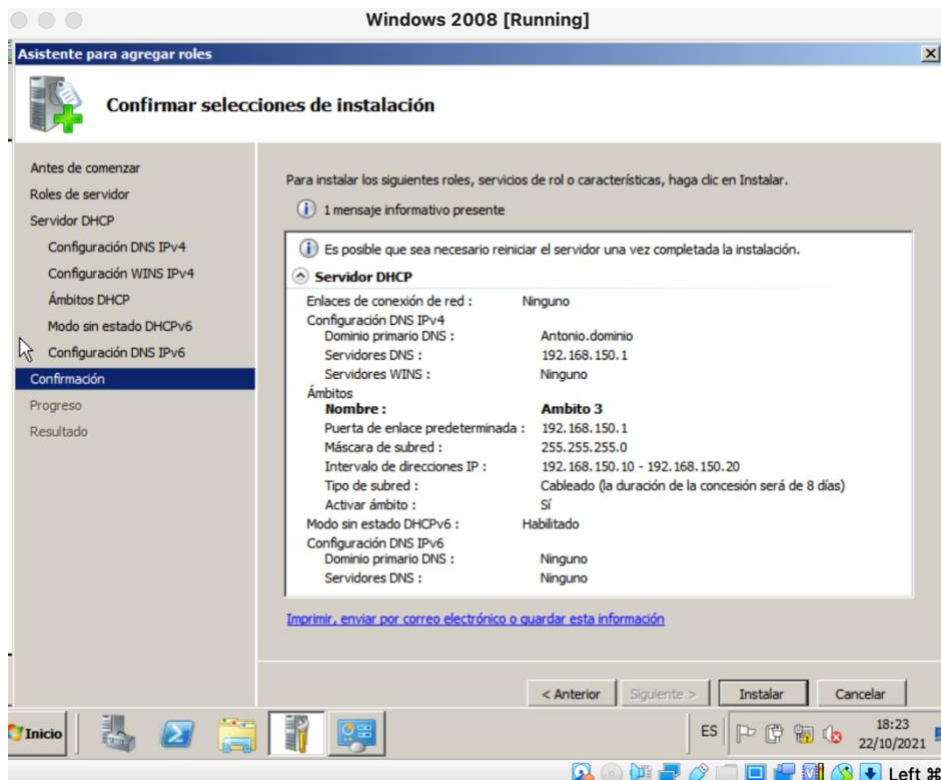 Windows 2008 [Running]
Asistente para agregar roles
Confirmar selecciones de instalación
Antes de comenzar
Roles de servidor
Servidor DHCP
Configuración DNS IPv4
Configuración WINS IPv4
Ámbitos DHCP
Modo sin estado DHCPv6
Configuración DNS IPv6
Confirmación
Progreso
Resultado
Para instalar los siguientes roles, servicios de rol o características, haga clic en Instalar.
1 mensaje informativo presente
Es posible que sea necesario reiniciar el servidor una vez completada la instalación.
Servidor DHCP
Enlaces de conexión de red : Ninguno
Configuración DNS IPv4
Dominio primario DNS : Antonio.dominio
Servidores DNS : 192.168.150.1
Servidores WINS : Ninguno
Ámbitos
Nombre : Ambito 3
Puerta de enlace predeterminada : 192.168.150.1
Máscara de subred : 255.255.255.0
Intervalo de direcciones IP : 192.168.150.10 - 192.168.150.20
Tipo de subred : Cableado (la duración de la concesión será de 8 días)
Activar ámbito : Sí
Modo sin estado DHCPv6 : Habilitado
Configuración DNS IPv6
Dominio primario DNS : Ninguno
Servidores DNS : Ninguno
Imprimir, enviar por correo electrónico o guardar esta información
< Anterior Siguiente > Instalar Cancelar
Inicio ES 18:23
22/10/2021
Left ⌘